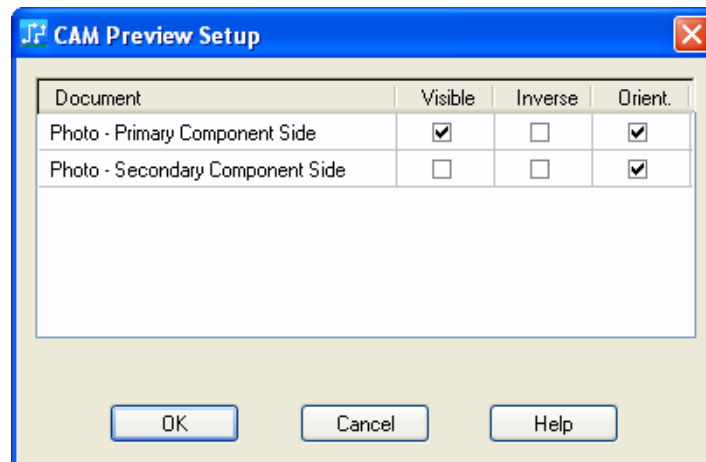 CAM Preview Setup
Document Visible Inverse Orient.
Photo - Primary Component Side
Photo - Secondary Component Side
OK Cancel Help